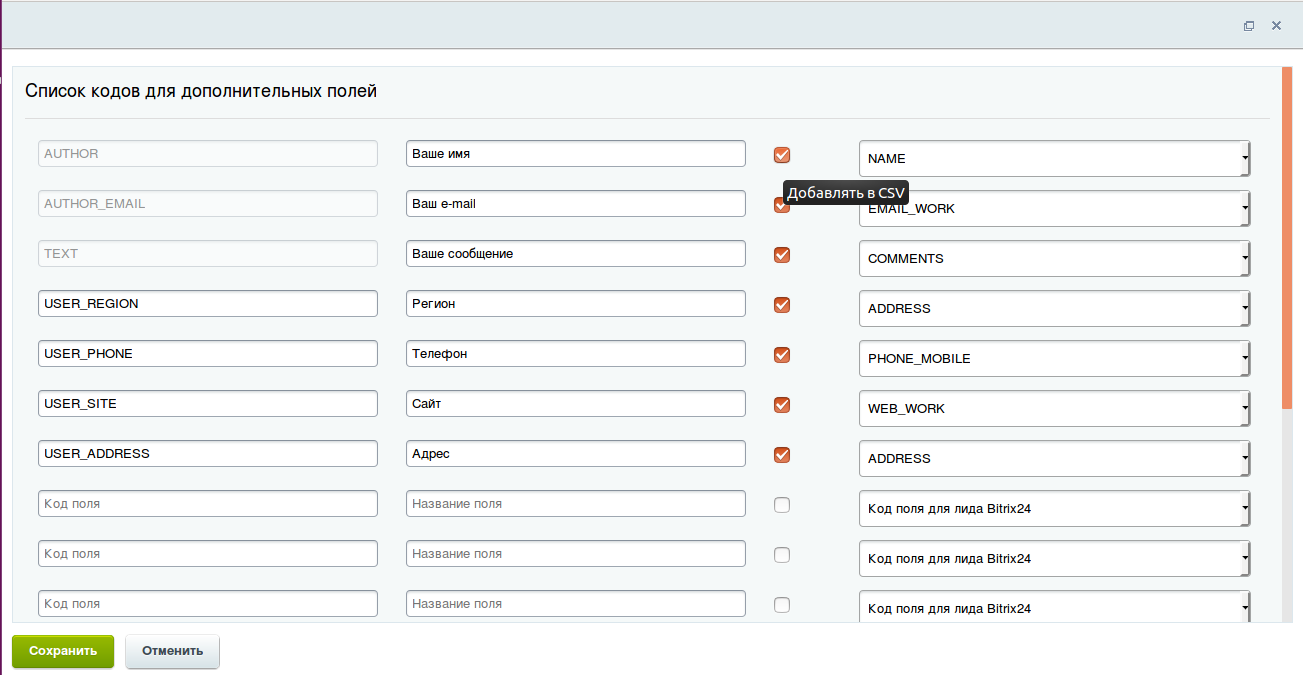 Список кодов для дополнительных полей
AUTHOR Ваше имя NAME
Добавлять в CSV
AUTHOR_EMAIL Ваш e-mail EMAIL_WORK
TEXT Ваше сообщение COMMENTS
USER_REGION Регион ADDRESS
USER_PHONE Телефон PHONE_MOBILE
USER_SITE Сайт WEB_WORK
USER_ADDRESS Адрес ADDRESS
Код поля Название поля Код поля для лида Bitrix24
Код поля Название поля Код поля для лида Bitrix24
Код поля Название поля Код поля для лида Bitrix24
Сохранить Отменить